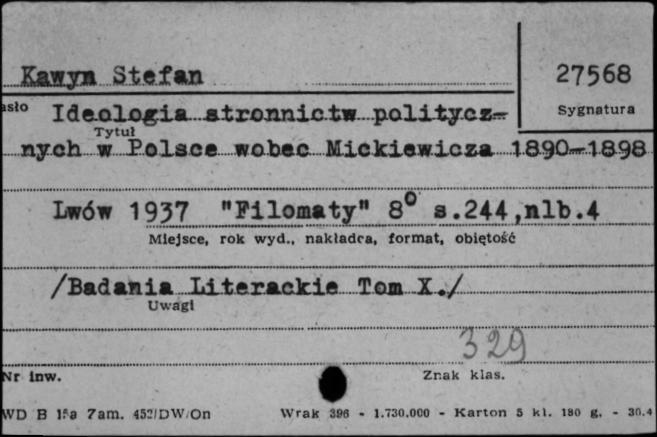 Kawyn Stefan
27568
asło
Sygnatura
Ideologia stronnictw politycz-
Tytuł
nych w Polsce wobec Mickiewicza 1890-1898
Lwów 1937 "Filomaty" 8° s.244,nlb.4
Miejsce, rok wyd., nakładca, format, objętość
/Badania Literackie Tom X./
Uwagi
329
Nr inw.
Znak klas.
WD B 15a 7am. 452/DW/On Wrak 396 - 1.730.000 - Karton 5 kl. 180 g. - 30.4